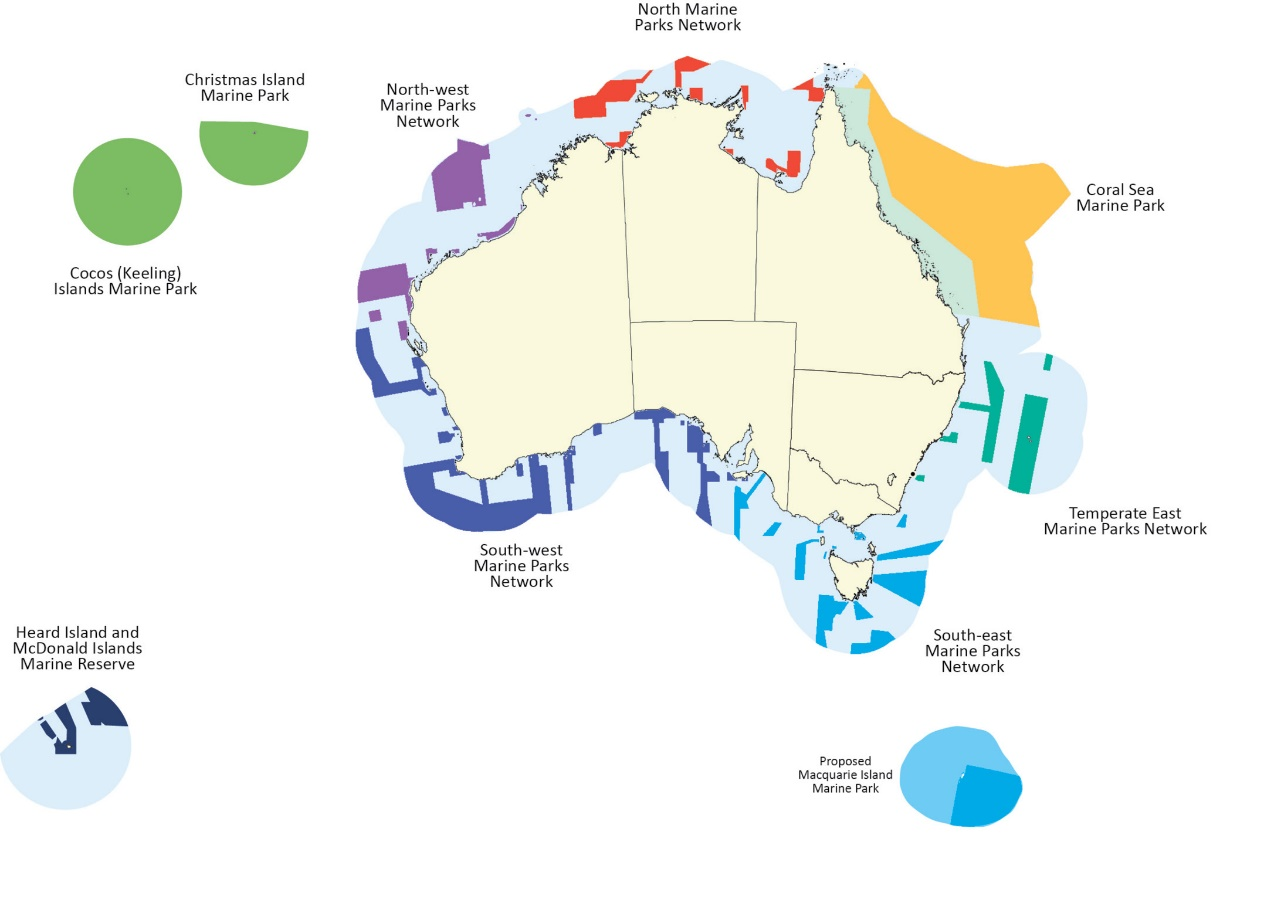 North Marine
Parks Network
Christmas Island
Marine Park
North-west
Marine Parks
Network
Coral Sea
Marine Park
Cocos (Keeling)
Islands Marine Park
Temperate East
Marine Parks Network
South-west
Marine Parks
Network
Heard Island and
McDonald Islands
Marine Reserve
South-east
Marine Parks
Network
Proposed
Macquarie Island
Marine Park